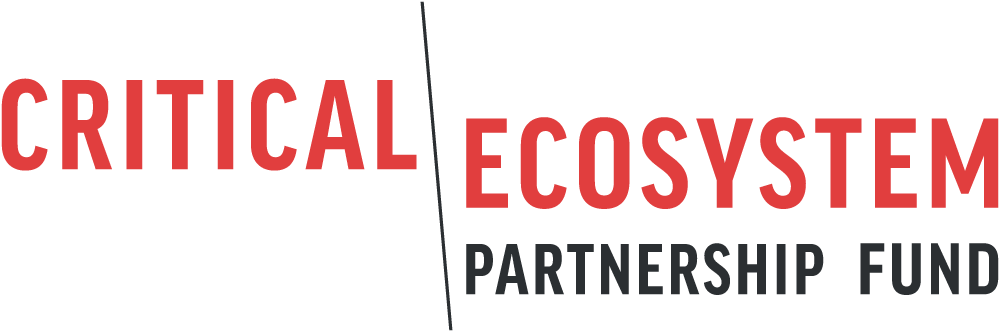 CRITICAL
ECOSYSTEM
PARTNERSHIP FUND